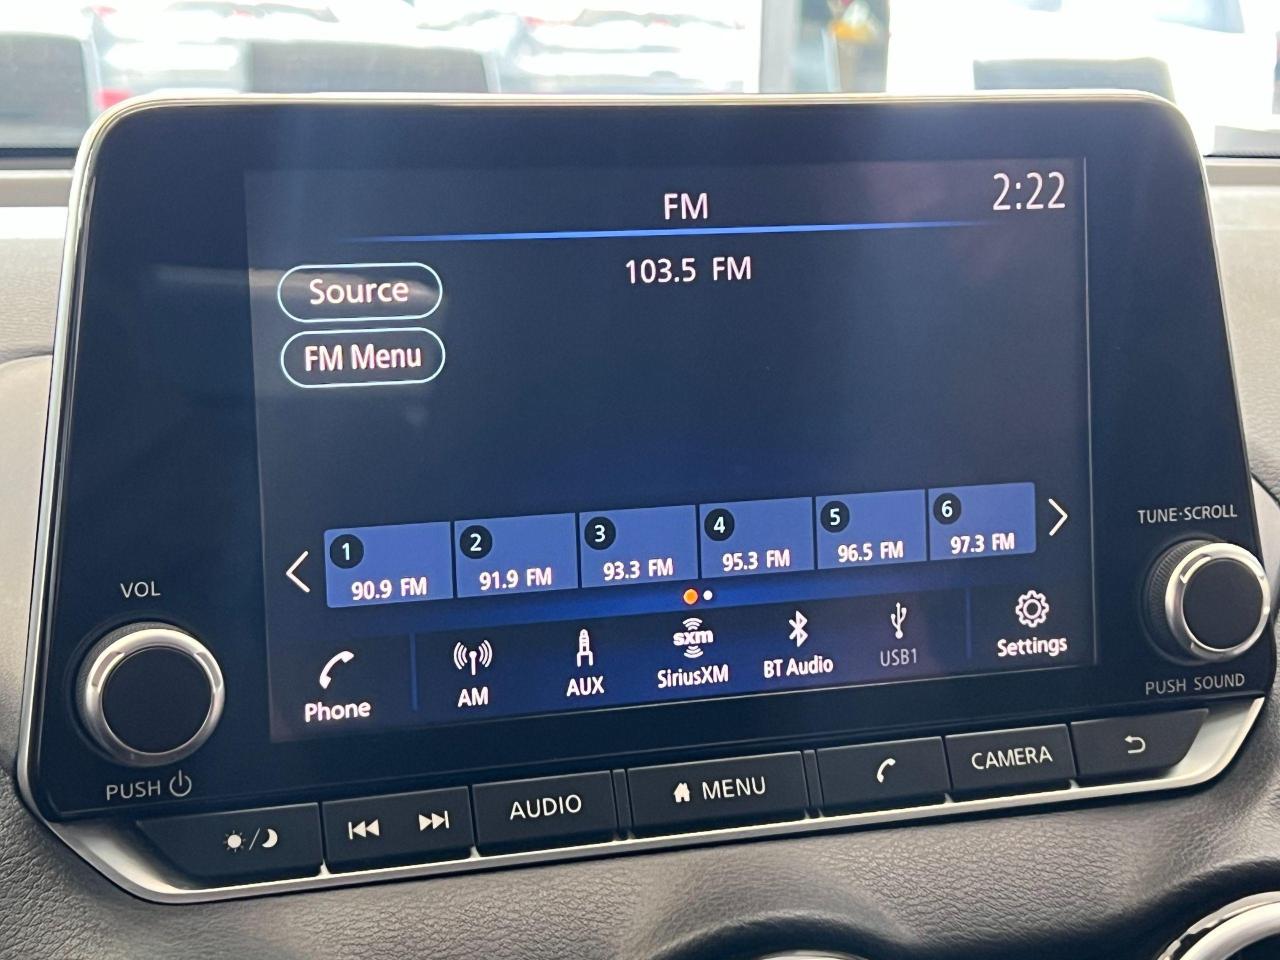 FM
2:22
103.5 FM
Source
FM Menu
1
90.9 FM
2
91.9 FM
3
93.3 FM
4
95.3 FM
5
96.5 FM
6
97.3 FM
Phone
AM
AUX
sxm
SiriusXM
BT Audio
USB1
Settings
VOL
PUSH
TUNE·SCROLL
PUSH SOUND
AUDIO
MENU
CAMERA